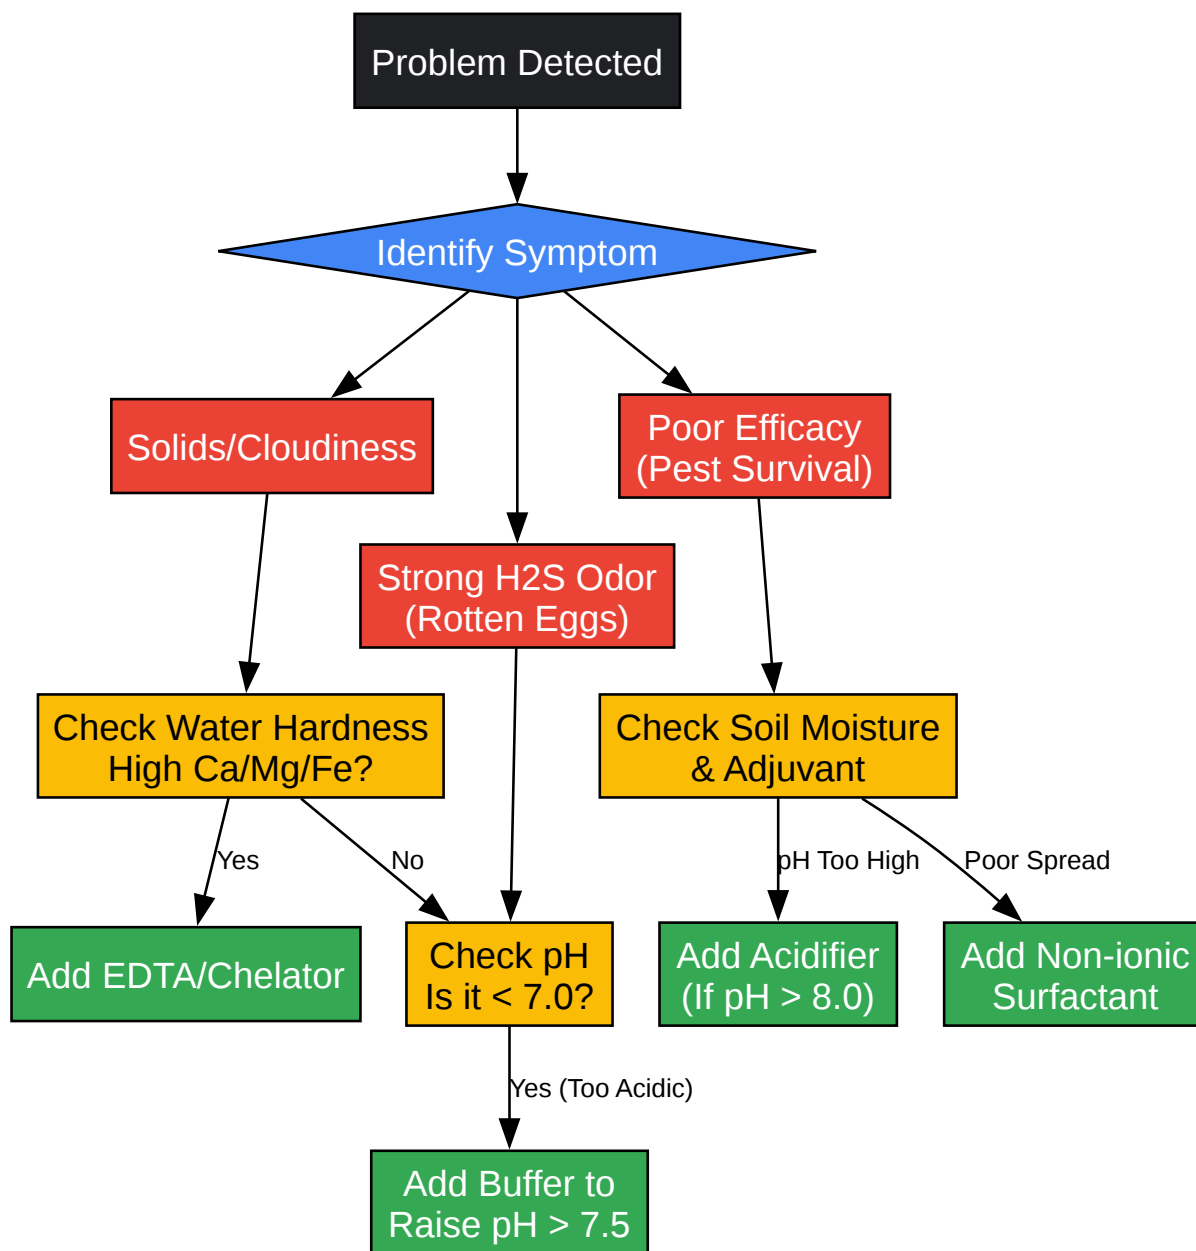 Problem Detected
Identify Symptom
Solids/Cloudiness
Poor Efficacy
(Pest Survival)
Strong H2S Odor
(Rotten Eggs)
Check Water Hardness
High Ca/Mg/Fe?
Check Soil Moisture
& Adjuvant
Yes
No
pH Too High
Poor Spread
Add EDTA/Chelator
Check pH
Is it < 7.0?
Add Acidifier
(If pH > 8.0)
Add Non-ionic
Surfactant
Yes (Too Acidic)
Add Buffer to
Raise pH > 7.5